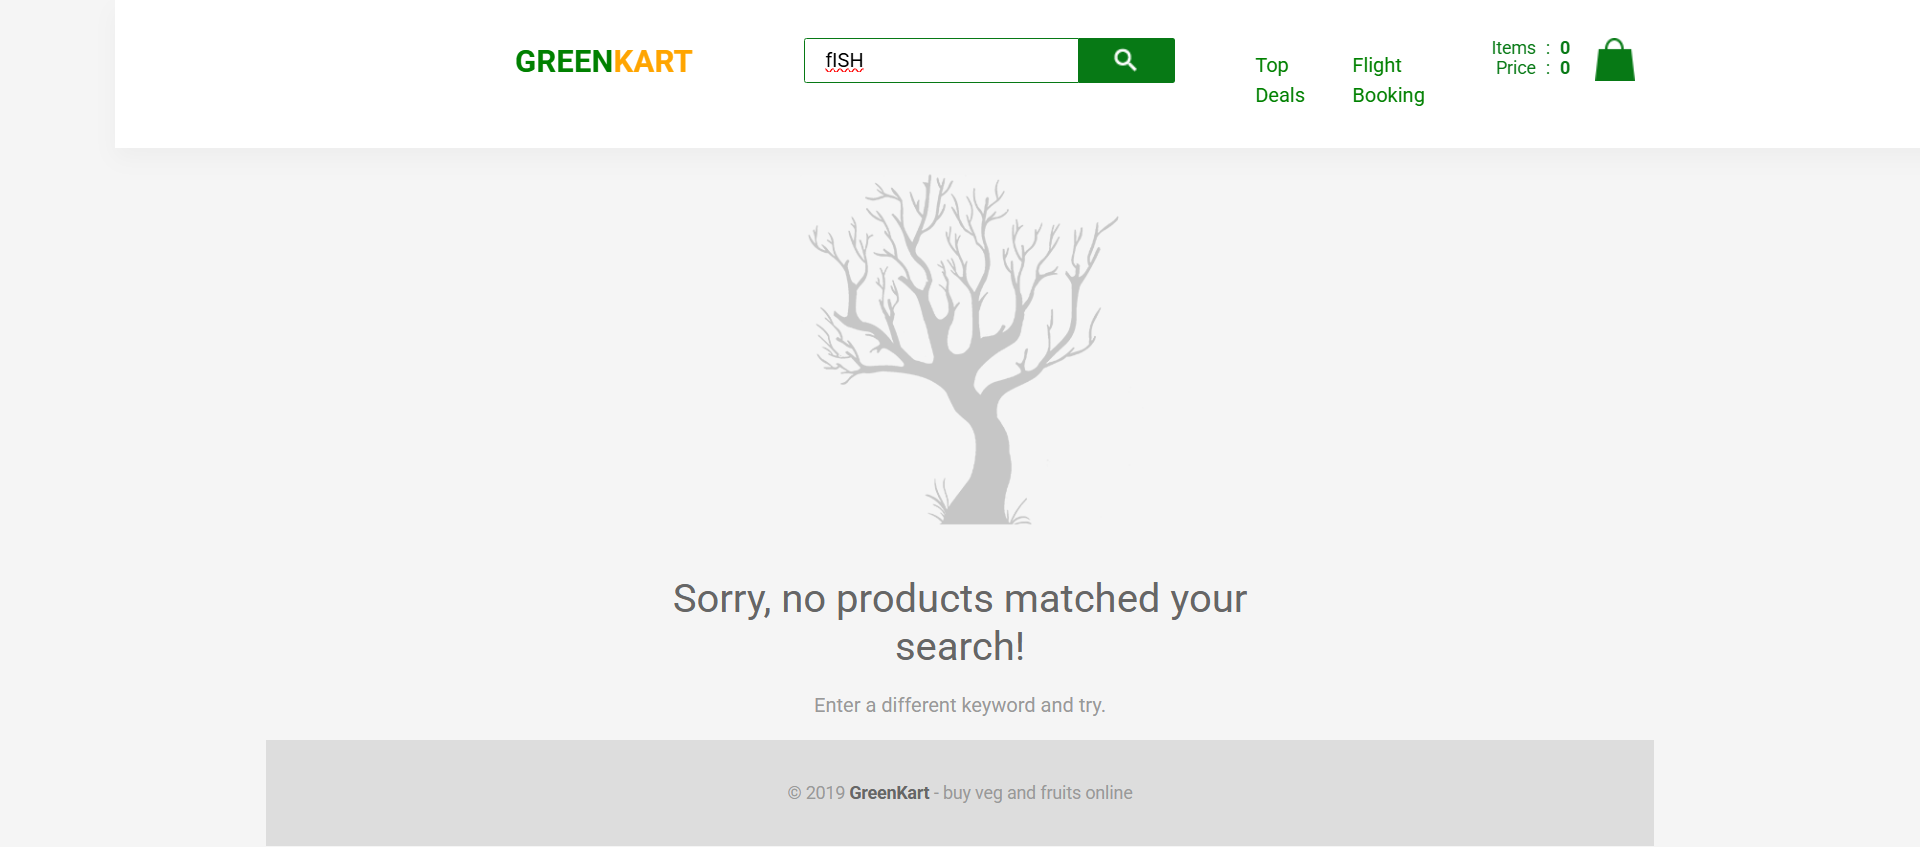 GREENKART
fISH
Top
Deals
Flight
Booking
Items : 0
Price : 0
Sorry, no products matched your
search!
Enter a different keyword and try.
© 2019 GreenKart - buy veg and fruits online